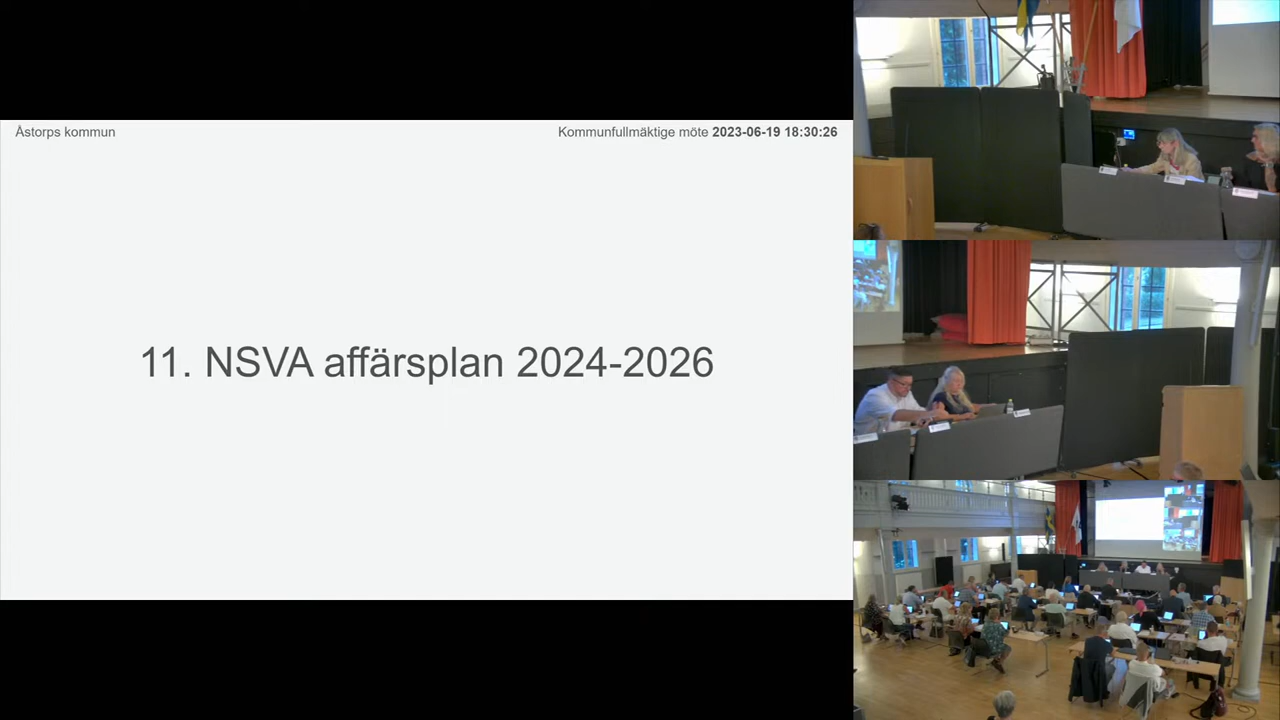 Åstorps kommun
Kommunfullmäktige möte 2023-06-19 18:30:26
11. NSVA affärsplan 2024-2026